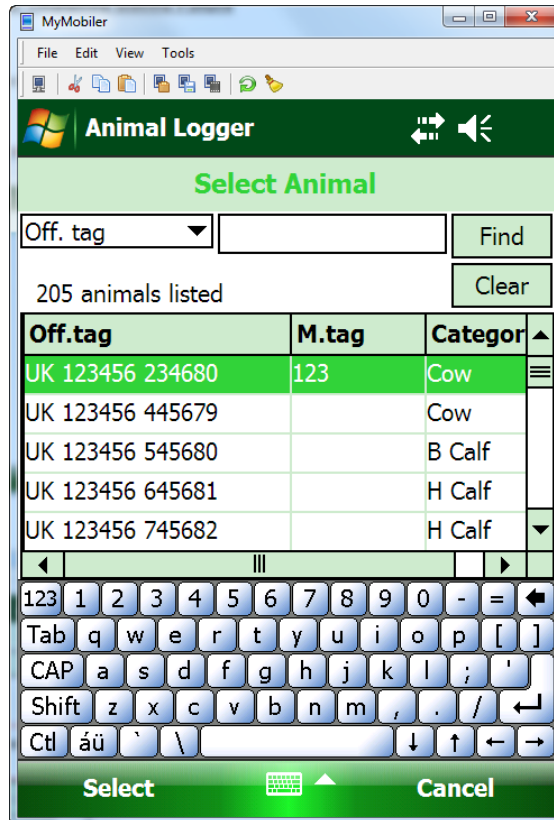 MyMobiler
File Edit View Tools
Animal Logger
Select Animal
Off. tag Find
205 animals listed Clear
Off.tag M.tag Categor
UK 123456 234680 123 Cow
UK 123456 445679 Cow
UK 123456 545680 B Calf
UK 123456 645681 H Calf
UK 123456 745682 H Calf
123 1 2 3 4 5 6 7 8 9 0 - =
Tab q w e r t y u i o p [ ]
CAP a s d f g h j k l ; '
Shift z x c v b n m , . /
Ctl áü ` \
Select Cancel